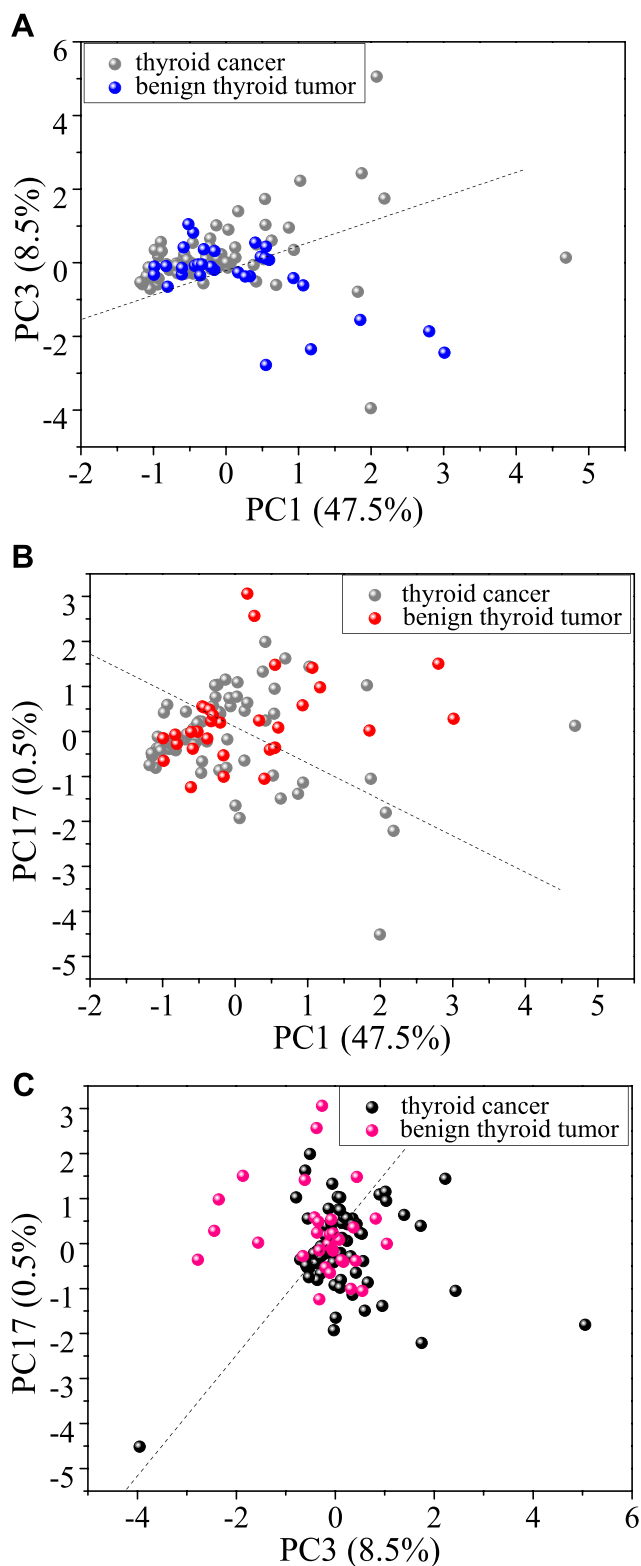 A
thyroid cancer
benign thyroid tumor
6
4
2
0
-2
-4
PC3 (8.5%)
-2 -1 0 1 2 3 4 5
PC1 (47.5%)
B
thyroid cancer
benign thyroid tumor
3
2
1
0
-1
-2
-3
-4
-5
PC17 (0.5%)
-2 -1 0 1 2 3 4 5
PC1 (47.5%)
C
thyroid cancer
benign thyroid tumor
3
2
1
0
-1
-2
-3
-4
-5
PC17 (0.5%)
-4 -2 0 2 4 6
PC3 (8.5%)